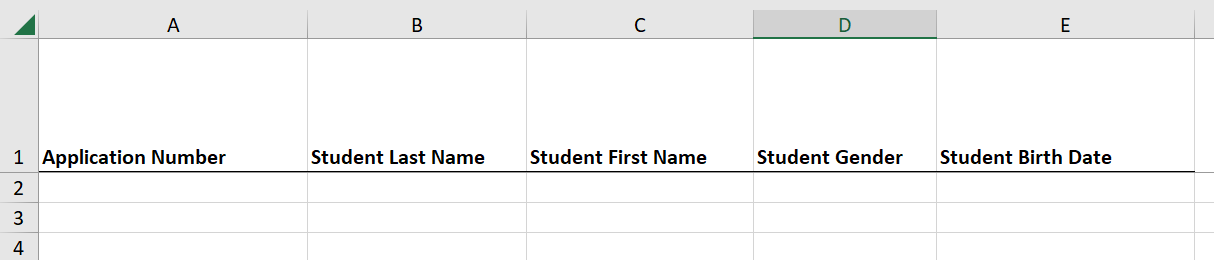 A B C D E
1 Application Number Student Last Name Student First Name Student Gender Student Birth Date
2
3
4